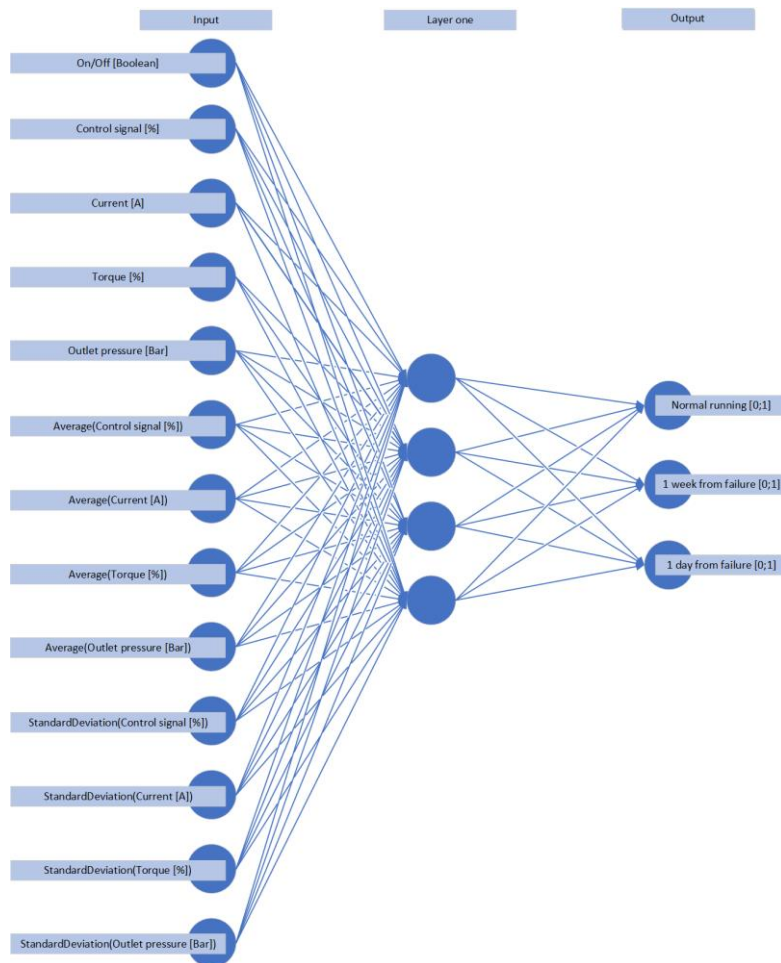 Input
Layer one
Output
On/Off [Boolean]
Control signal [%]
Current [A]
Torque [%]
Outlet pressure [Bar]
Average(Control signal [%])
Average(Current [A])
Average(Torque [%])
Average(Outlet pressure [Bar])
StandardDeviation(Control signal [%])
StandardDeviation(Current [A])
StandardDeviation(Torque [%])
StandardDeviation(Outlet pressure [Bar])
Normal running [0;1]
1 week from failure [0;1]
1 day from failure [0;1]